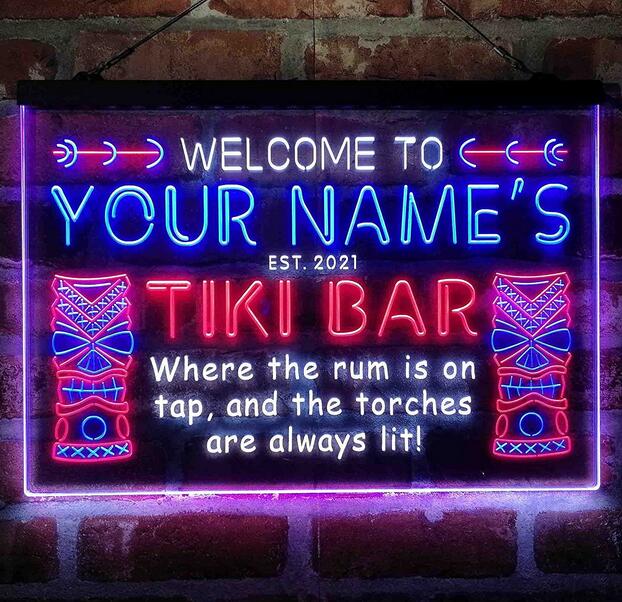 WELCOME TO
YOUR NAME'S
EST. 2021
TIKI BAR
Where the rum is on
tap, and the torches
are always lit!